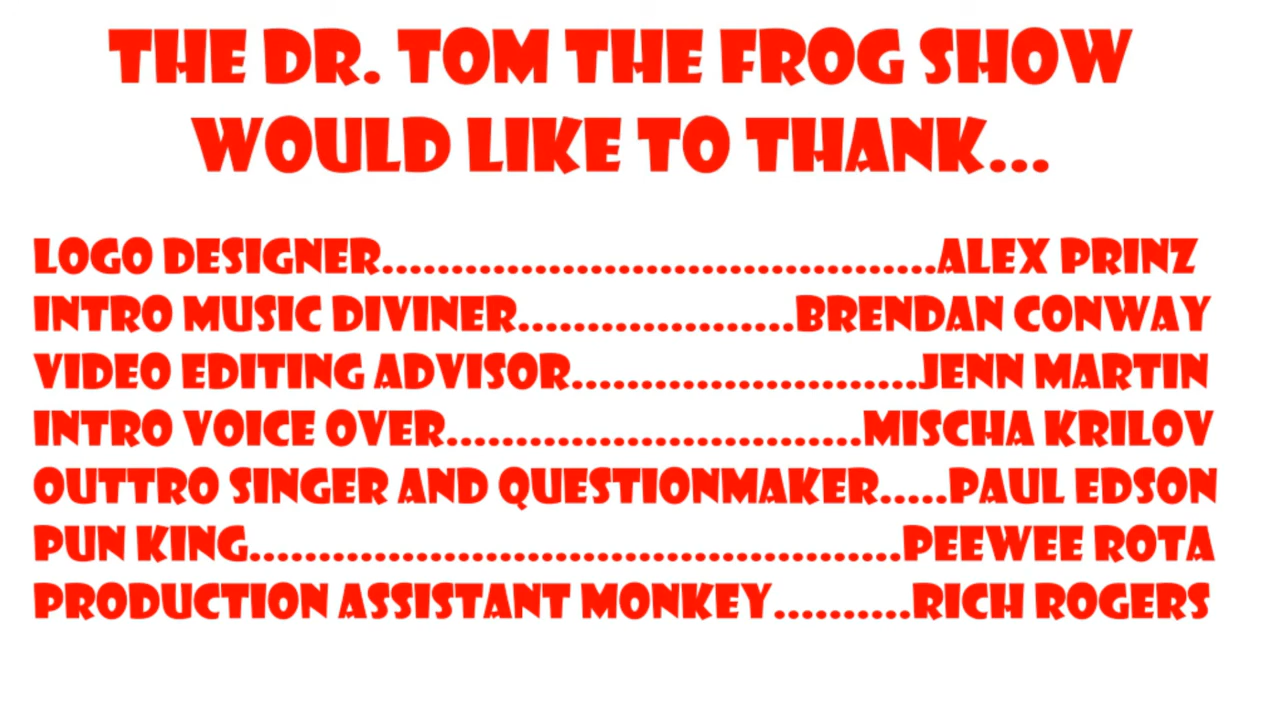 THE DR. TOM THE FROG SHOW
WOULD LIKE TO THANK...
LOGO DESIGNER........................................ALEX PRINZ
INTRO MUSIC DIVINER....................BRENDAN CONWAY
VIDEO EDITING ADVISOR.........................JENN MARTIN
INTRO VOICE OVER..............................MISCHA KRILOV
OUTTRO SINGER AND QUESTIONMAKER.....PAUL EDSON
PUN KING...............................................PEEWEE ROTA
PRODUCTION ASSISTANT MONKEY..........RICH ROGERS